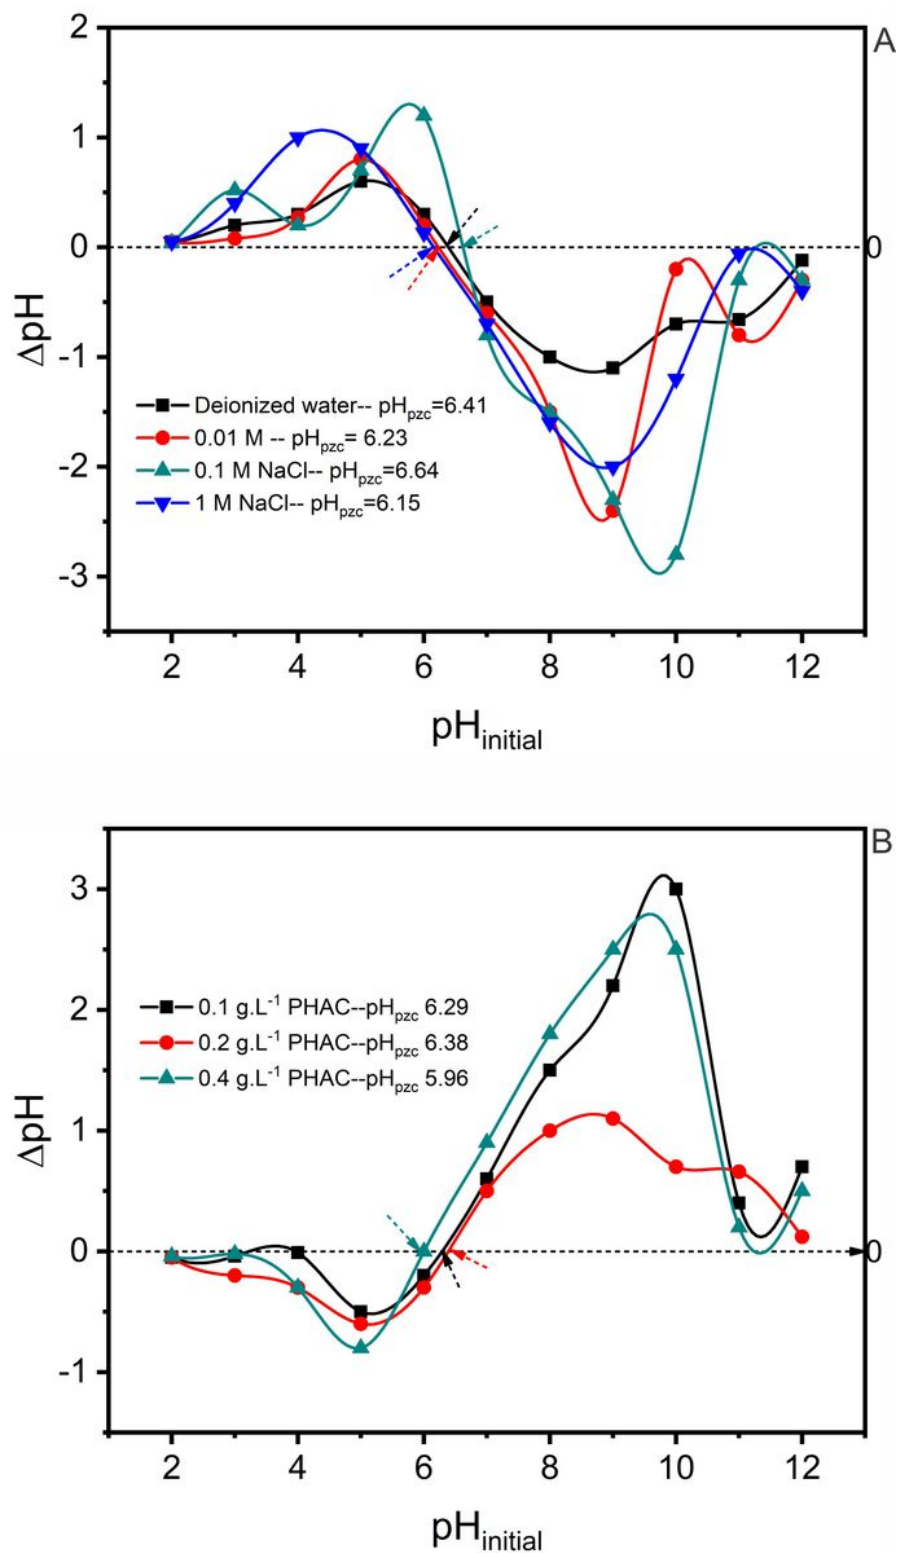 A
2
1
0
0
-1
-2
-3
ΔpH
Deionized water-- pHpzc=6.41
0.01 M -- pHpzc= 6.23
0.1 M NaCl-- pHpzc=6.64
1 M NaCl-- pHpzc=6.15
2 4 6 8 10 12
pHinitial
B
3
2
1
0
0
-1
ΔpH
0.1 g.L-1 PHAC--pHpzc 6.29
0.2 g.L-1 PHAC--pHpzc 6.38
0.4 g.L-1 PHAC--pHpzc 5.96
2 4 6 8 10 12
pHinitial